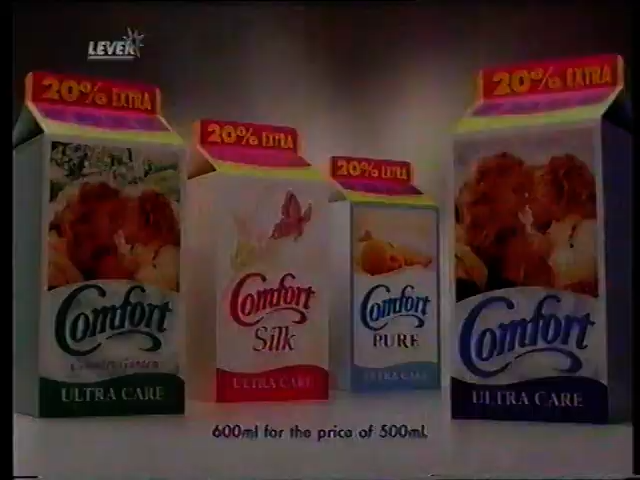 LEVER
20% EXTRA
Comfort
ULTRA CARE
20% EXTRA
Comfort
Silk
ULTRA CARE
20% EXTRA
Comfort
PURE
ULTRA CARE
20% EXTRA
Comfort
ULTRA CARE
600ml for the price of 500ml.